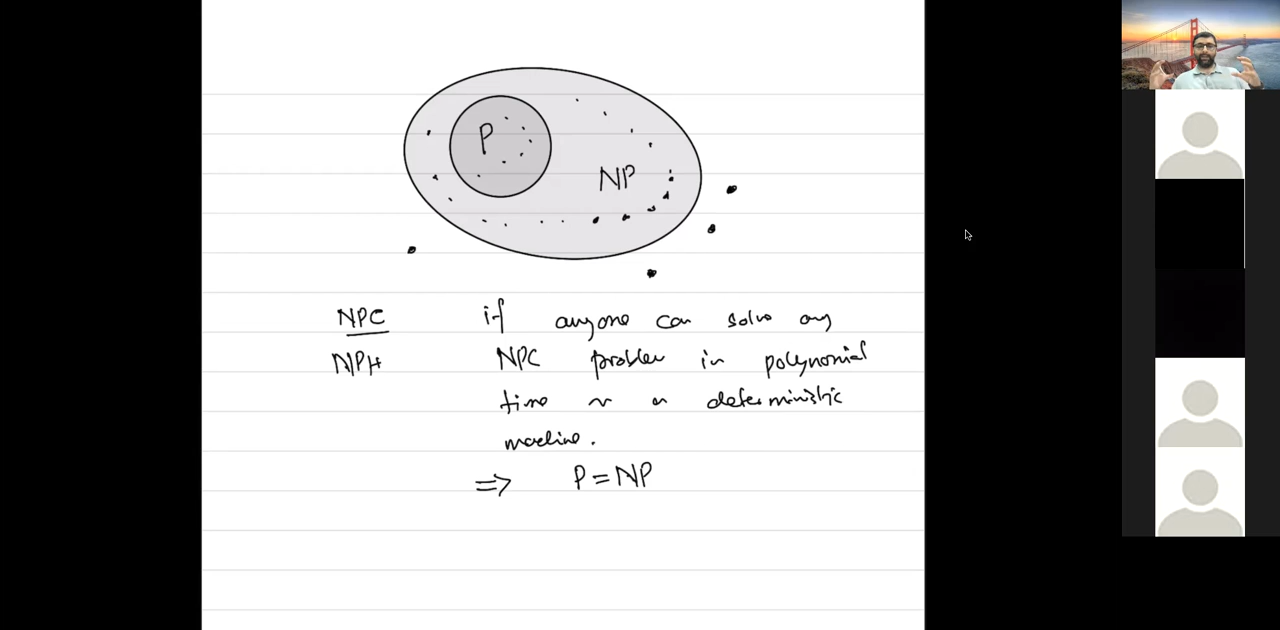 P
NP
NPC if anyone can solve any
NPH NPC problem in polynomial
time on a deterministic
machine.
⇒ P = NP